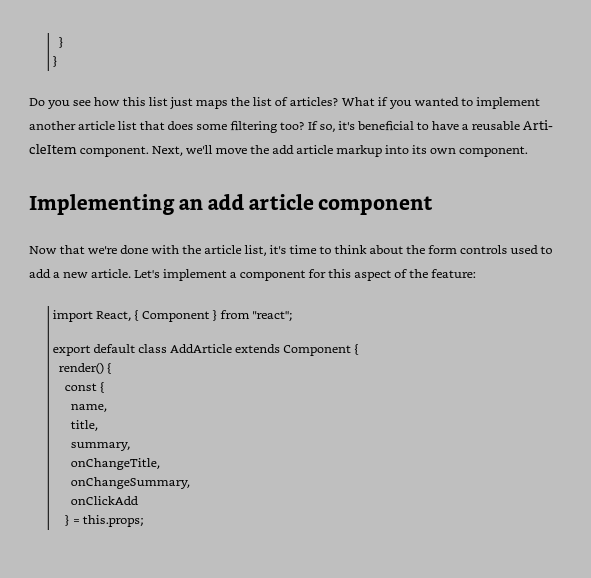 }
}
Do you see how this list just maps the list of articles? What if you wanted to implement
another article list that does some filtering too? If so, it's beneficial to have a reusable Arti-
cleItem component. Next, we'll move the add article markup into its own component.
Implementing an add article component
Now that we're done with the article list, it's time to think about the form controls used to
add a new article. Let's implement a component for this aspect of the feature:
import React, { Component } from "react";
export default class AddArticle extends Component {
render() {
const {
name,
title,
summary,
onChangeTitle,
onChangeSummary,
onClickAdd
} = this.props;